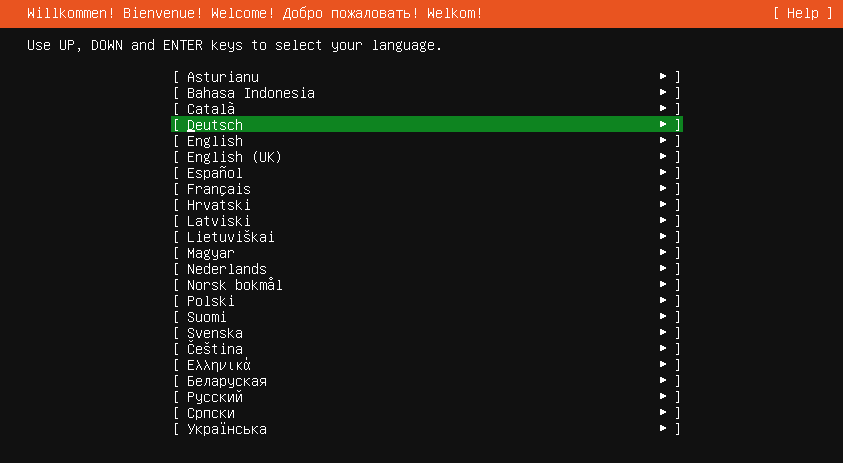 Willkommen! Bienvenue! Welcome! Добро пожаловать! Welkom! [ Help ]
Use UP, DOWN and ENTER keys to select your language.
[ Asturianu ► ]
[ Bahasa Indonesia ► ]
[ Català ► ]
[ Deutsch ► ]
[ English ► ]
[ English (UK) ► ]
[ Español ► ]
[ Français ► ]
[ Hrvatski ► ]
[ Latviski ► ]
[ Lietuviškai ► ]
[ Magyar ► ]
[ Nederlands ► ]
[ Norsk bokmål ► ]
[ Polski ► ]
[ Suomi ► ]
[ Svenska ► ]
[ Čeština ► ]
[ Ελληνικά ► ]
[ Беларуская ► ]
[ Русский ► ]
[ Српски ► ]
[ Українська ► ]